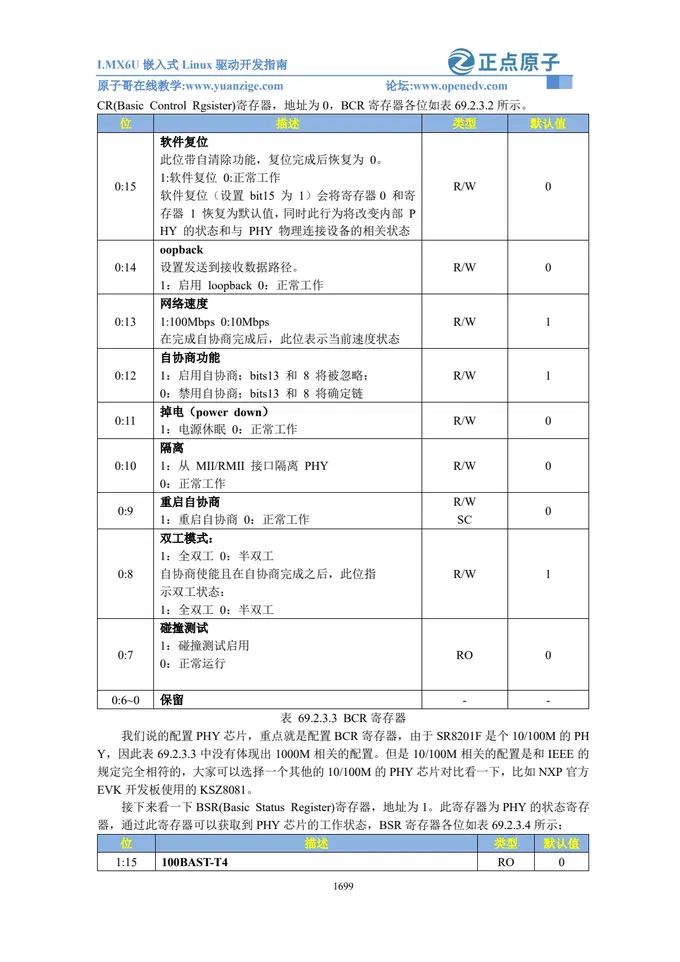 I.MX6U 嵌入式 Linux 驱动开发指南
正点原子
原子哥在线教学:www.yuanzige.com 论坛:www.openedv.com
CR(Basic Control Rgsister)寄存器，地址为 0，BCR 寄存器各位如表 69.2.3.2 所示。
位 描述 类型 默认值
0:15
软件复位
此位带自清除功能，复位完成后恢复为 0。
1:软件复位 0:正常工作
软件复位（设置 bit15 为 1）会将寄存器 0 和寄
存器 1 恢复为默认值，同时此行为将改变内部 P
HY 的状态和与 PHY 物理连接设备的相关状态
R/W 0
0:14
oopback
设置发送到接收数据路径。
1：启用 loopback 0：正常工作
R/W 0
0:13
网络速度
1:100Mbps 0:10Mbps
在完成自协商完成后，此位表示当前速度状态
R/W 1
0:12
自协商功能
1：启用自协商；bits13 和 8 将被忽略；
0：禁用自协商；bits13 和 8 将确定链
R/W 1
0:11
掉电（power down）
1：电源休眠 0：正常工作
R/W 0
0:10
隔离
1：从 MII/RMII 接口隔离 PHY
0：正常工作
R/W 0
0:9
重启自协商
1：重启自协商 0：正常工作
R/W
SC
0
0:8
双工模式：
1：全双工 0：半双工
自协商使能且在自协商完成之后，此位指
示双工状态：
1：全双工 0：半双工
R/W 1
0:7
碰撞测试
1：碰撞测试启用
0：正常运行
RO 0
0:6~0 保留 - -
表 69.2.3.3 BCR 寄存器
我们说的配置 PHY 芯片，重点就是配置 BCR 寄存器，由于 SR8201F 是个 10/100M 的 PH
Y，因此表 69.2.3.3 中没有体现出 1000M 相关的配置。但是 10/100M 相关的配置是和 IEEE 的
规定完全相符的，大家可以选择一个其他的 10/100M 的 PHY 芯片对比看一下，比如 NXP 官方
EVK 开发板使用的 KSZ8081。
接下来看一下 BSR(Basic Status Register)寄存器，地址为 1。此寄存器为 PHY 的状态寄存
器，通过此寄存器可以获取到 PHY 芯片的工作状态，BSR 寄存器各位如表 69.2.3.4 所示：
位 描述 类型 默认值
1:15 100BAST-T4 RO 0
1699